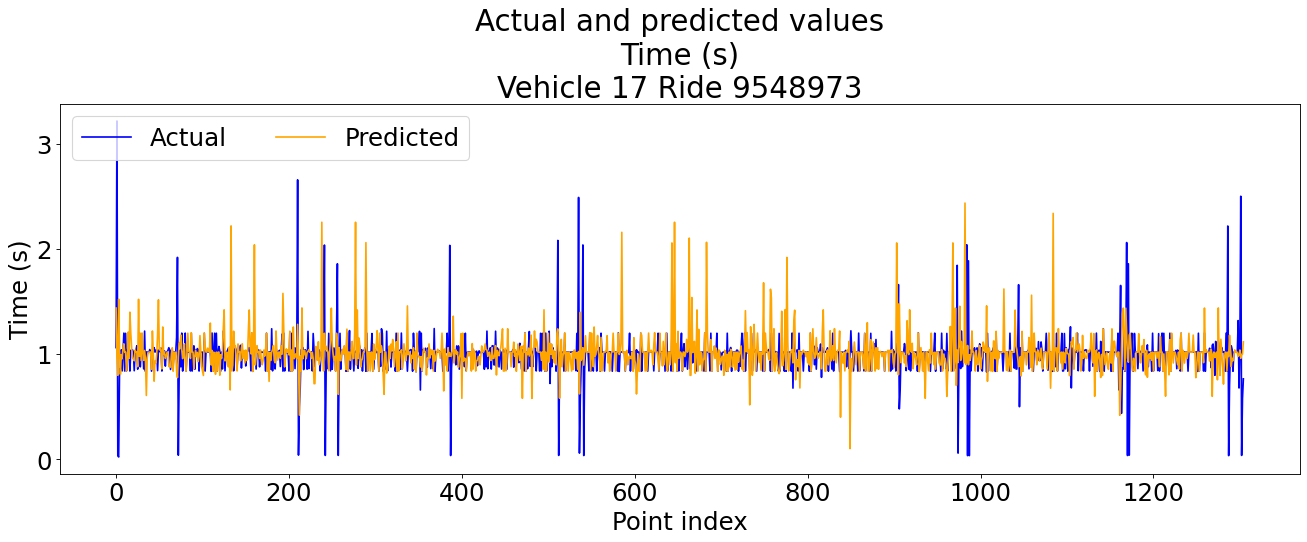 Actual and predicted values
Time (s)
Vehicle 17 Ride 9548973
Actual
Predicted
Time (s)
3
2
1
0
0
200
400
600
800
1000
1200
Point index